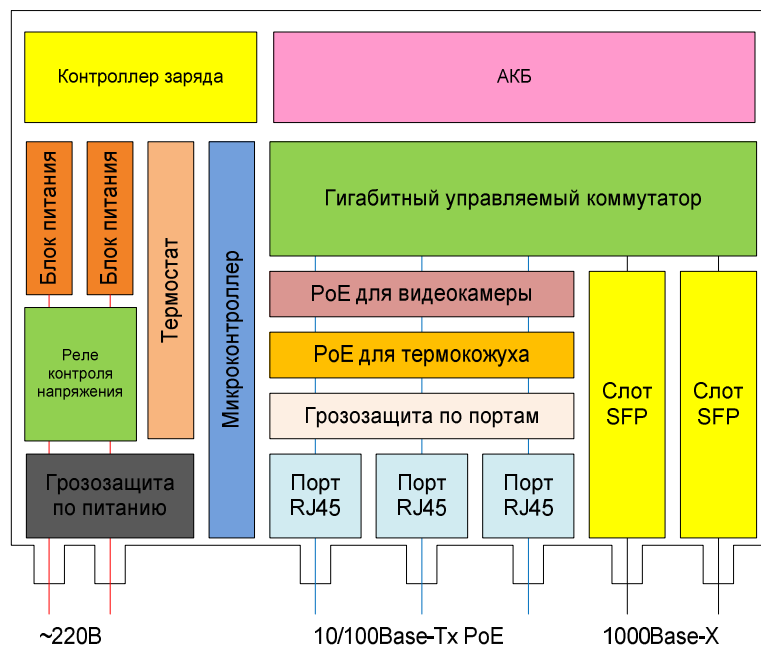 Контроллер заряда
АКБ
Блок питания
Блок питания
Термостат
Микроконтроллер
Гигабитный управляемый коммутатор
PoE для видеокамеры
PoE для термокожуха
Грозозащита по портам
Реле
контроля
напряжения
Слот
SFP
Слот
SFP
Грозозащита
по питанию
Порт
RJ45
Порт
RJ45
Порт
RJ45
~220В
10/100Base-Tx PoE
1000Base-X